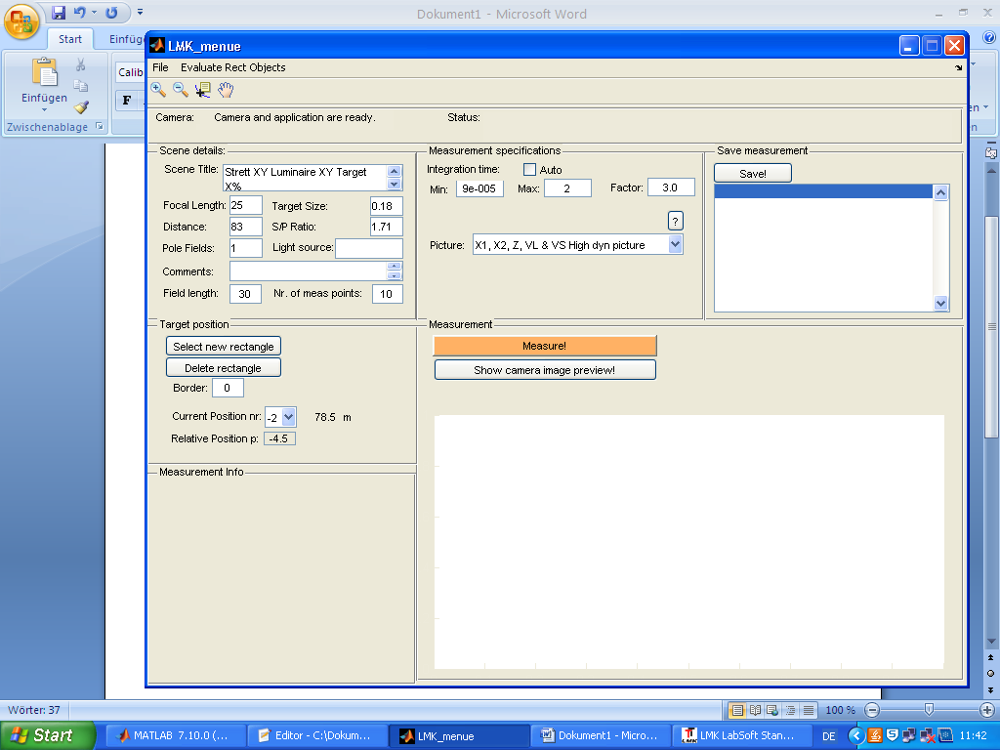 Dokument1 - Microsoft Word
Start Einfüg
Einfügen
Zwischenablage
Calib
F
LMK_menue
File Evaluate Rect Objects
Camera: Camera and application are ready. Status:
Scene details:
Scene Title: Strett XY Luminaire XY Target
X%
Focal Length: 25 Target Size: 0.18
Distance: 83 S/P Ratio: 1.71
Pole Fields: 1 Light source:
Comments:
Field length: 30 Nr. of meas points: 10
Measurement specifications
Integration time: Auto
Min: 9e-005 Max: 2 Factor: 3.0
?
Picture: X1, X2, Z, VL & VS High dyn picture
Save measurement
Save!
Target position
Select new rectangle
Delete rectangle
Border: 0
Current Position nr: -2 78.5 m
Relative Position p: -4.5
Measurement
Measure!
Show camera image preview!
Measurement Info
en
n
Wörter: 37
100 %
Start MATLAB 7.10.0 (... Editor - C:\Dokum... LMK_menue Dokument1 - Micro... LMK LabSoft Stan... DE 11:42